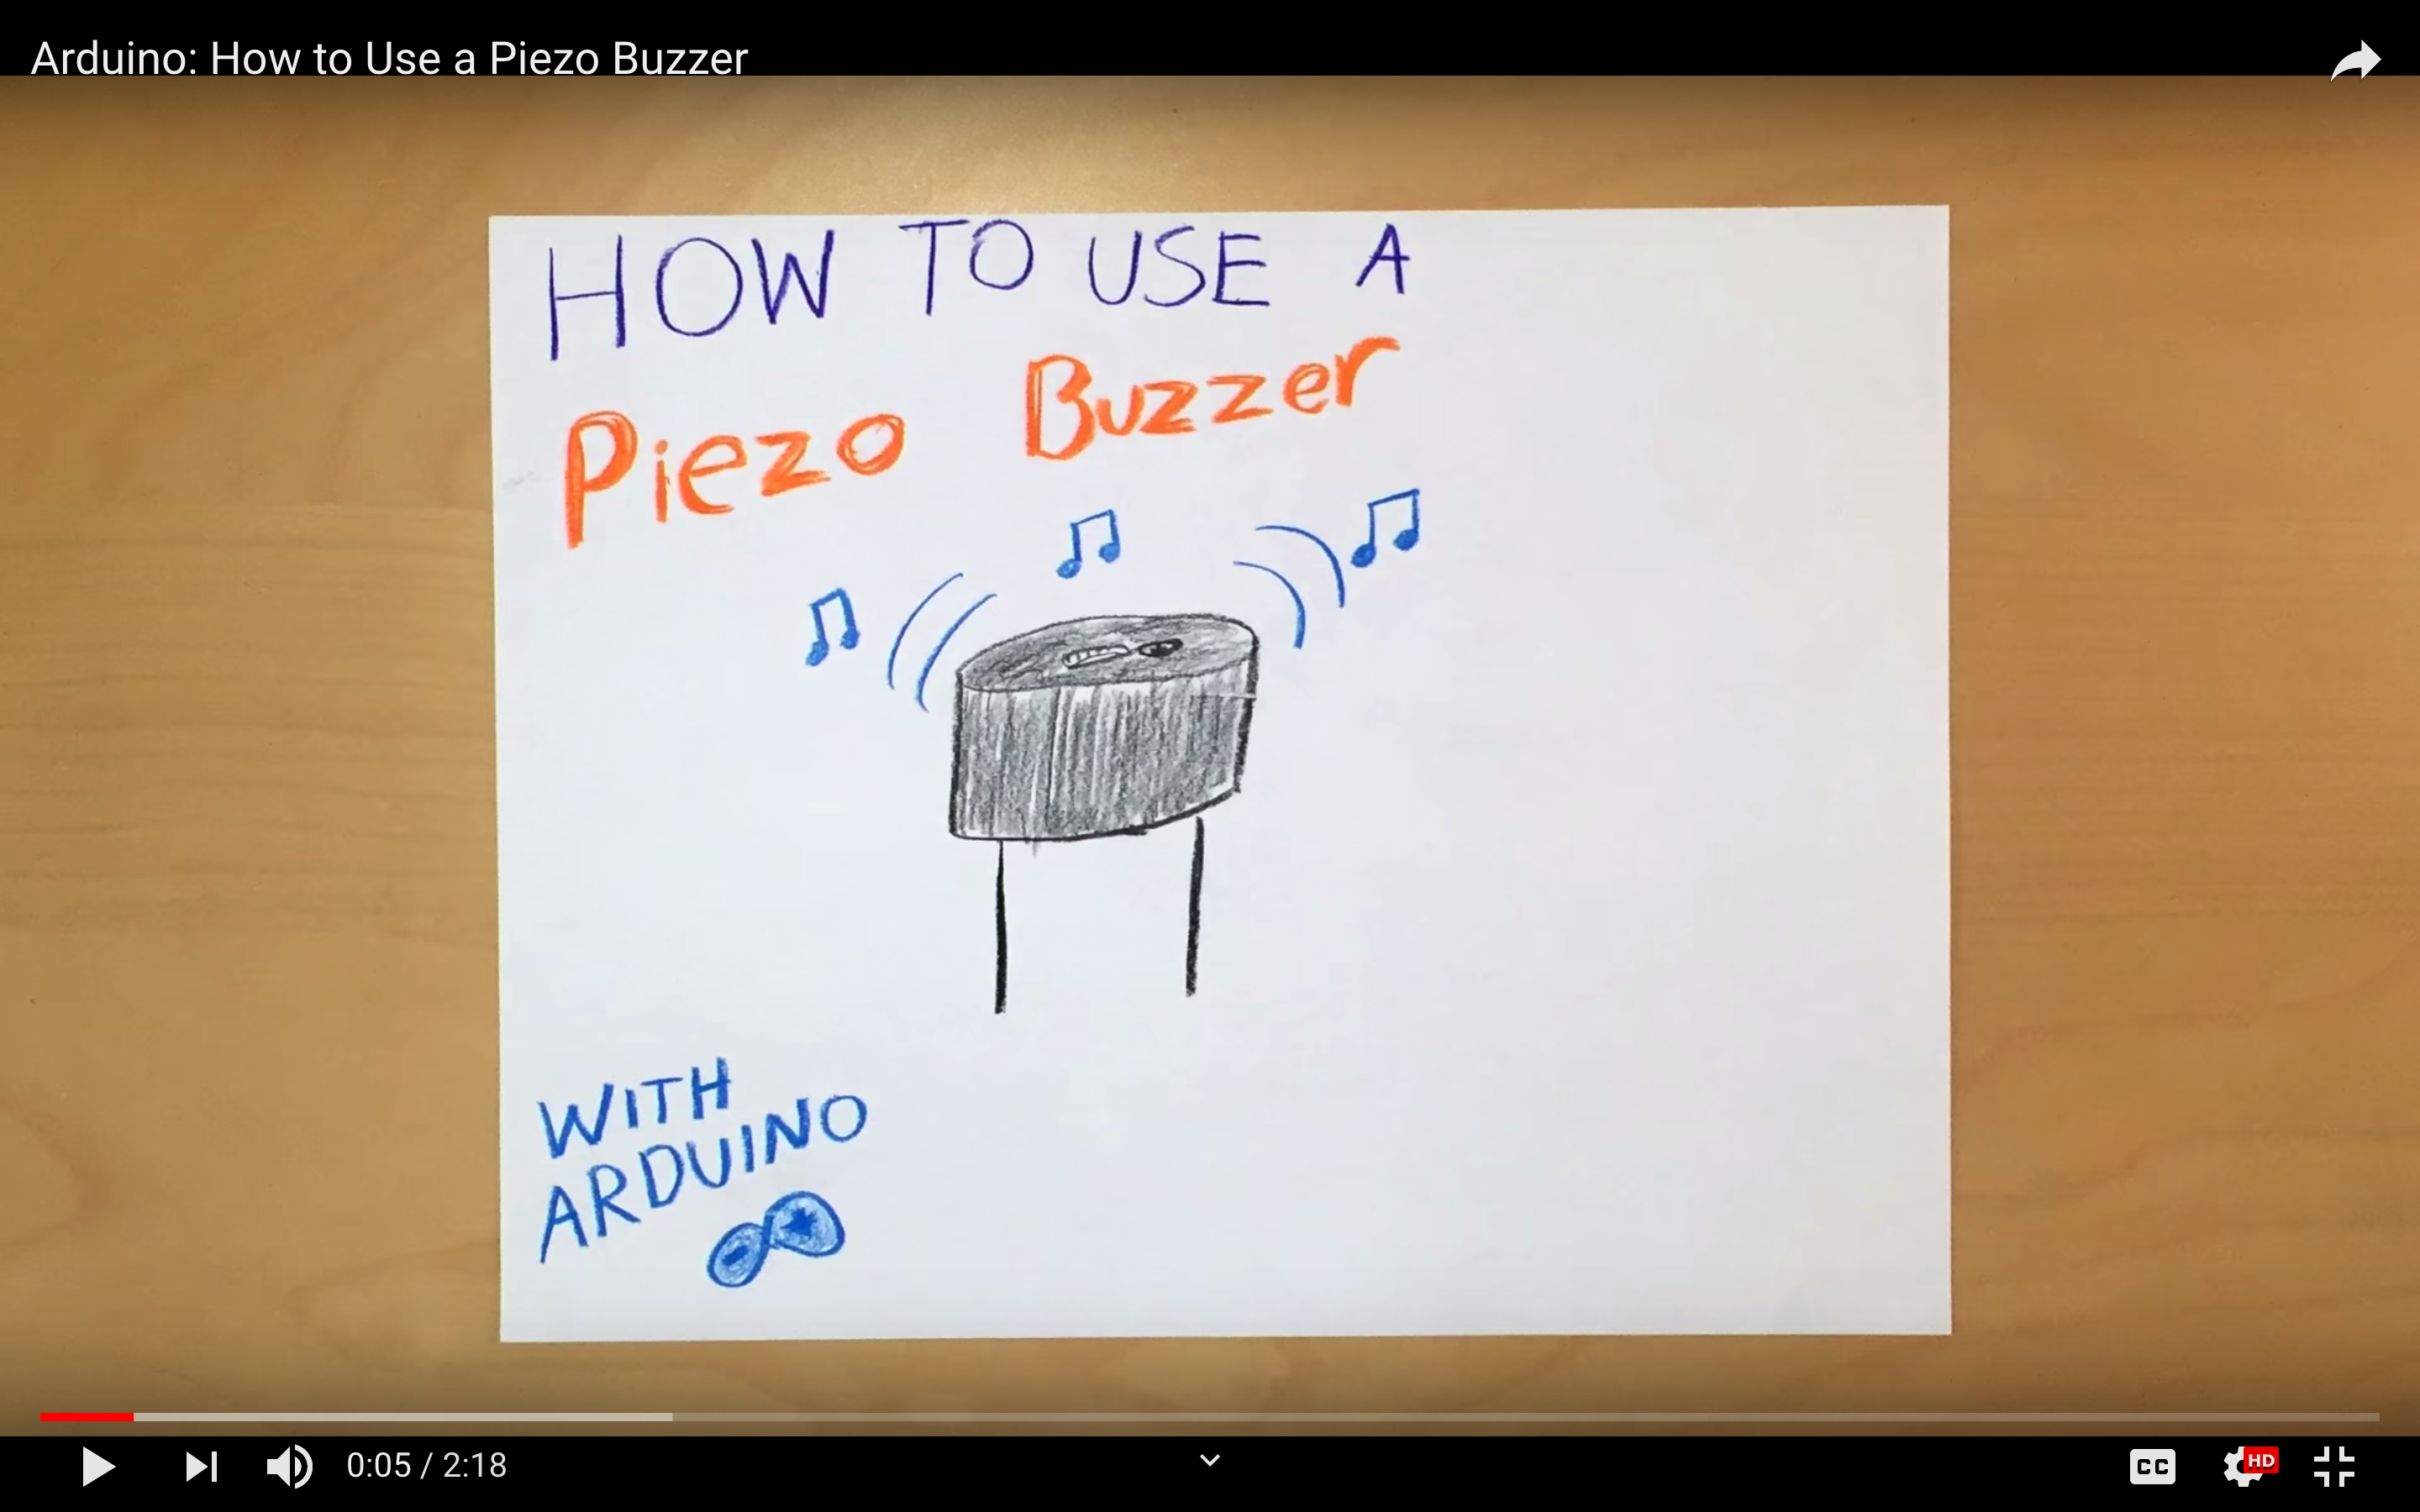 Arduino: How to Use a Piezo Buzzer
HOW TO USE A
Piezo Buzzer
WITH
ARDUINO
0:05 / 2:18
CC
HD